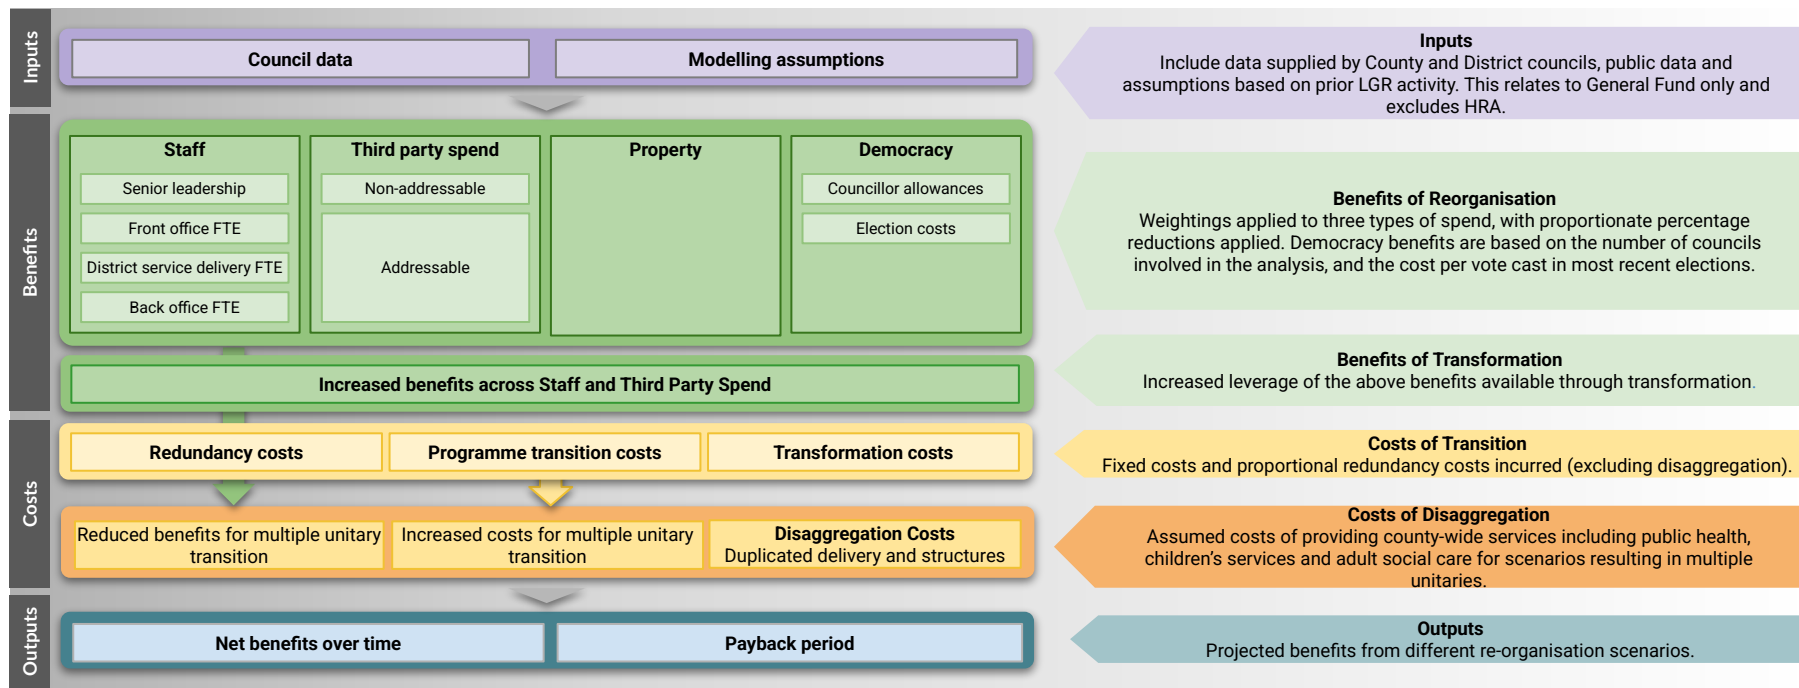 Inputs
Council data
Modelling assumptions
Inputs
Include data supplied by County and District councils, public data and
assumptions based on prior LGR activity. This relates to General Fund only and
excludes HRA.
Benefits
Staff
Senior leadership
Front office FTE
District service delivery FTE
Back office FTE
Third party spend
Non-addressable
Addressable
Property
Democracy
Councillor allowances
Election costs
Benefits of Reorganisation
Weightings applied to three types of spend, with proportionate percentage
reductions applied. Democracy benefits are based on the number of councils
involved in the analysis, and the cost per vote cast in most recent elections.
Increased benefits across Staff and Third Party Spend
Benefits of Transformation
Increased leverage of the above benefits available through transformation.
Costs
Redundancy costs
Programme transition costs
Transformation costs
Costs of Transition
Fixed costs and proportional redundancy costs incurred (excluding disaggregation).
Reduced benefits for multiple unitary
transition
Increased costs for multiple unitary
transition
Disaggregation Costs
Duplicated delivery and structures
Costs of Disaggregation
Assumed costs of providing county-wide services including public health,
children’s services and adult social care for scenarios resulting in multiple
unitaries.
Outputs
Net benefits over time
Payback period
Outputs
Projected benefits from different re-organisation scenarios.